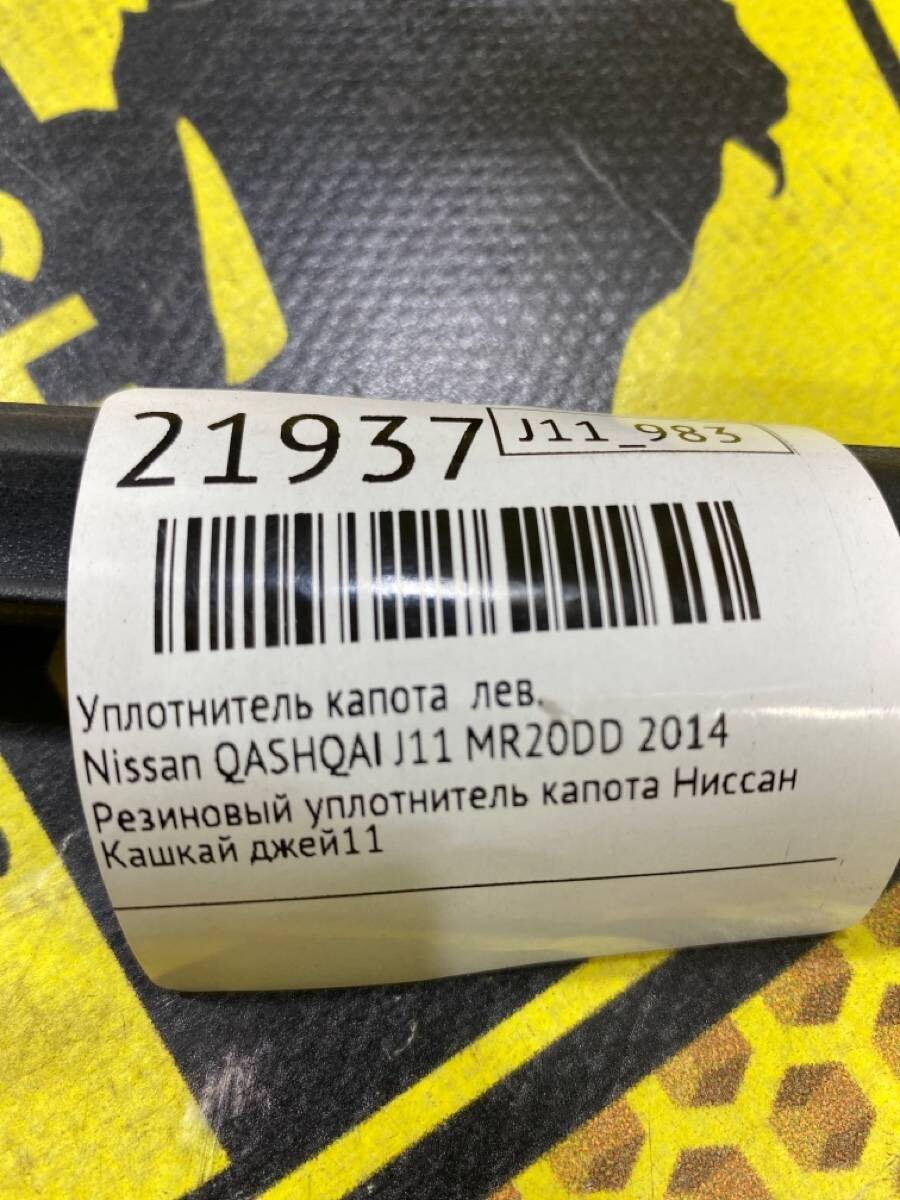 21937 J11_983
Уплотнитель капота лев.
Nissan QASHQAI J11 MR20DD 2014
Резиновый уплотнитель капота Ниссан
Кашкай джей11